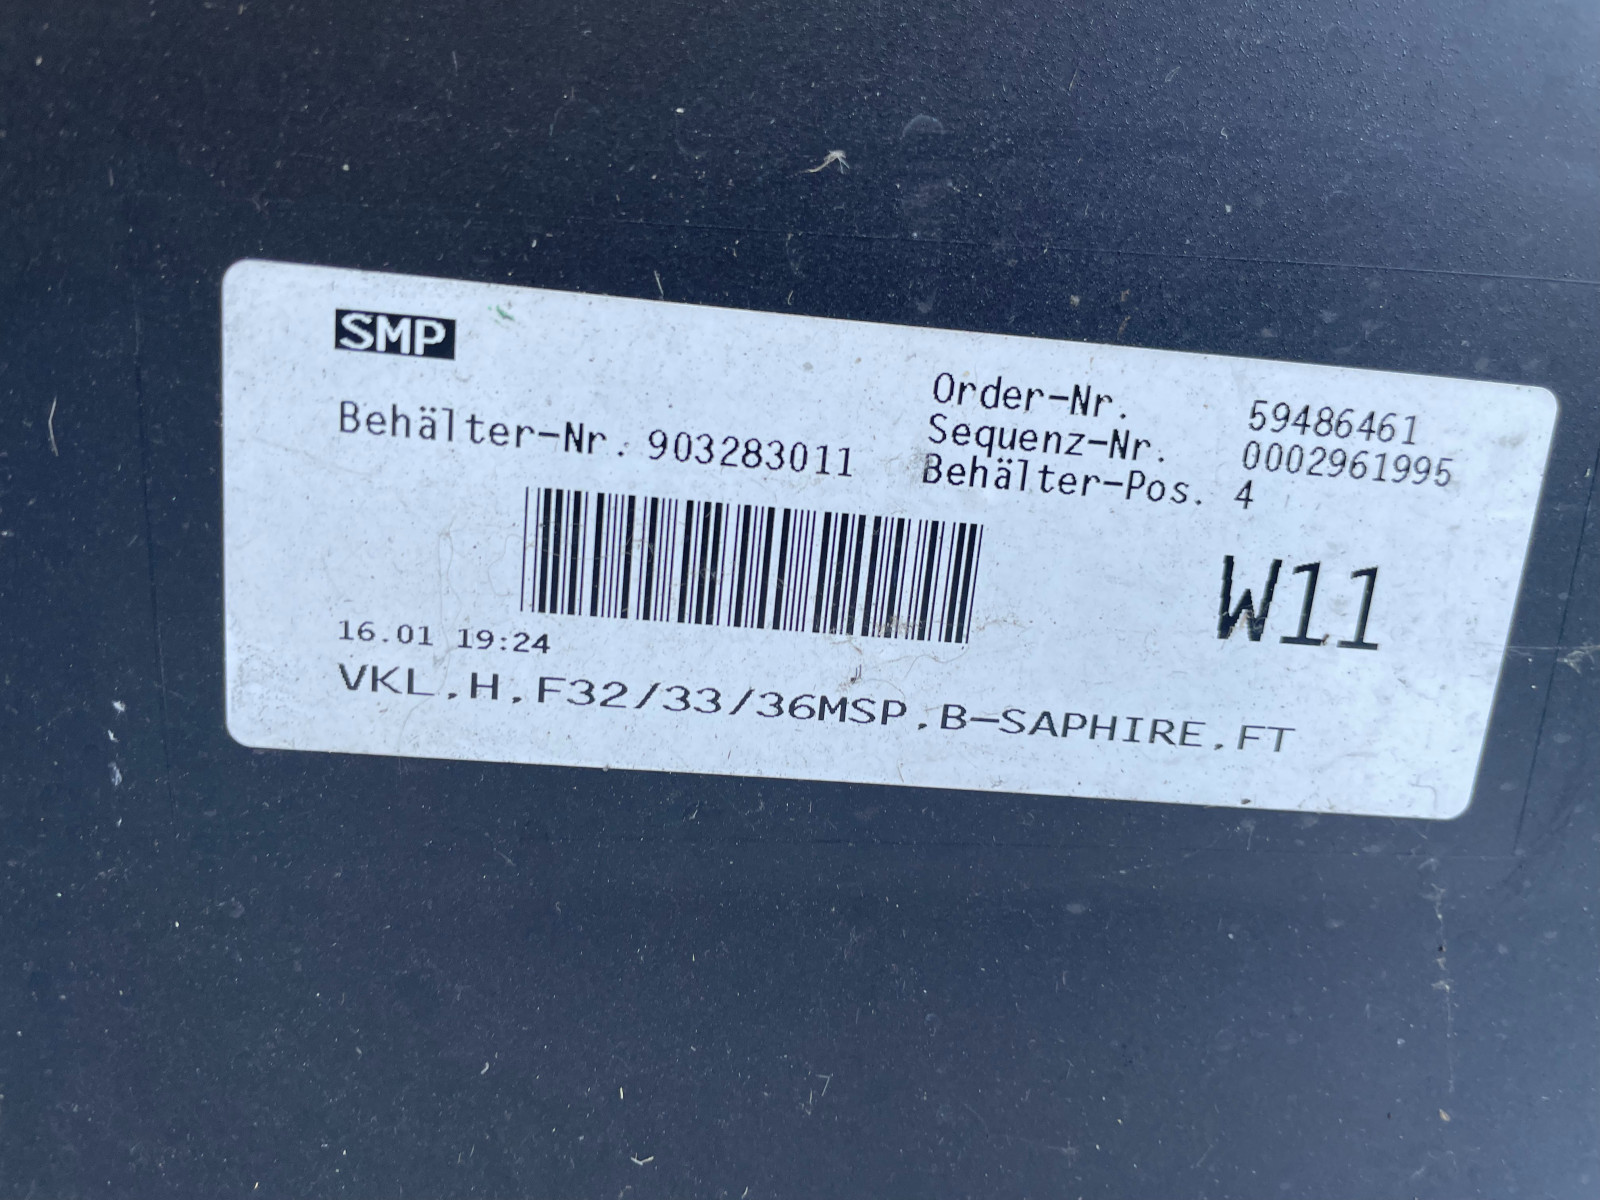 SMP
Behälter-Nr. 903283011
Order-Nr. 59486461
Sequenz-Nr. 0002961995
Behälter-Pos. 4
W11
16.01 19:24
VKL,H,F32/33/36MSP,B-SAPHIRE,FT